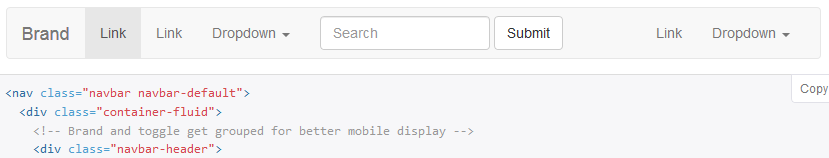 Brand Link Link Dropdown Search Submit Link Dropdown
Copy
<nav class="navbar navbar-default">
<div class="container-fluid">
<!-- Brand and toggle get grouped for better mobile display -->
<div class="navbar-header">